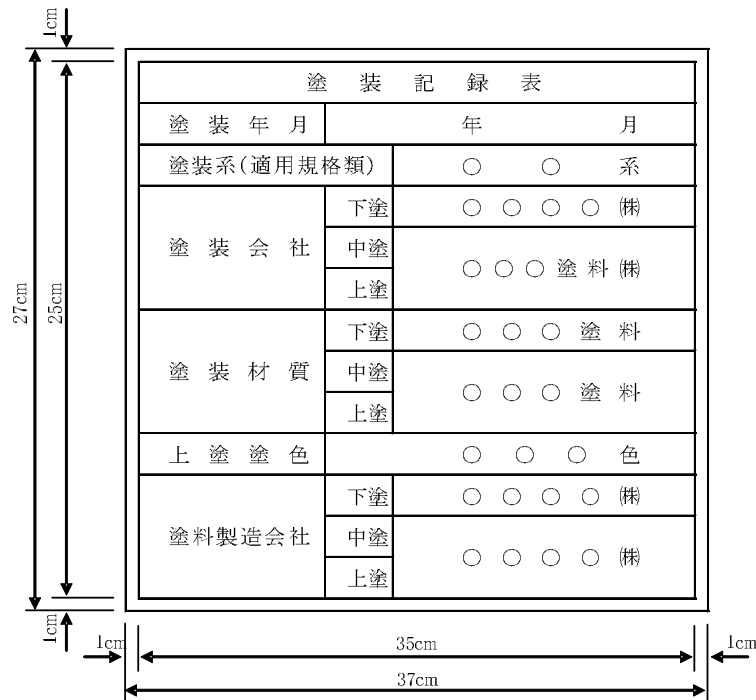 1cm
塗装記録表
塗装年月 年 月
塗装系(適用規格類) ○ ○ 系
下塗 ○ ○ ○ ○ ㈱
塗装会社 中塗 ○ ○ ○ 塗 料 ㈱
上塗
27cm
25cm
下塗 ○ ○ ○ 塗 料
塗装材質 中塗 ○ ○ ○ 塗 料
上塗
上塗塗色 ○ ○ ○ 色
下塗 ○ ○ ○ ○ ㈱
塗料製造会社 中塗 ○ ○ ○ ○ ㈱
上塗
1cm
1cm 35cm 1cm
37cm